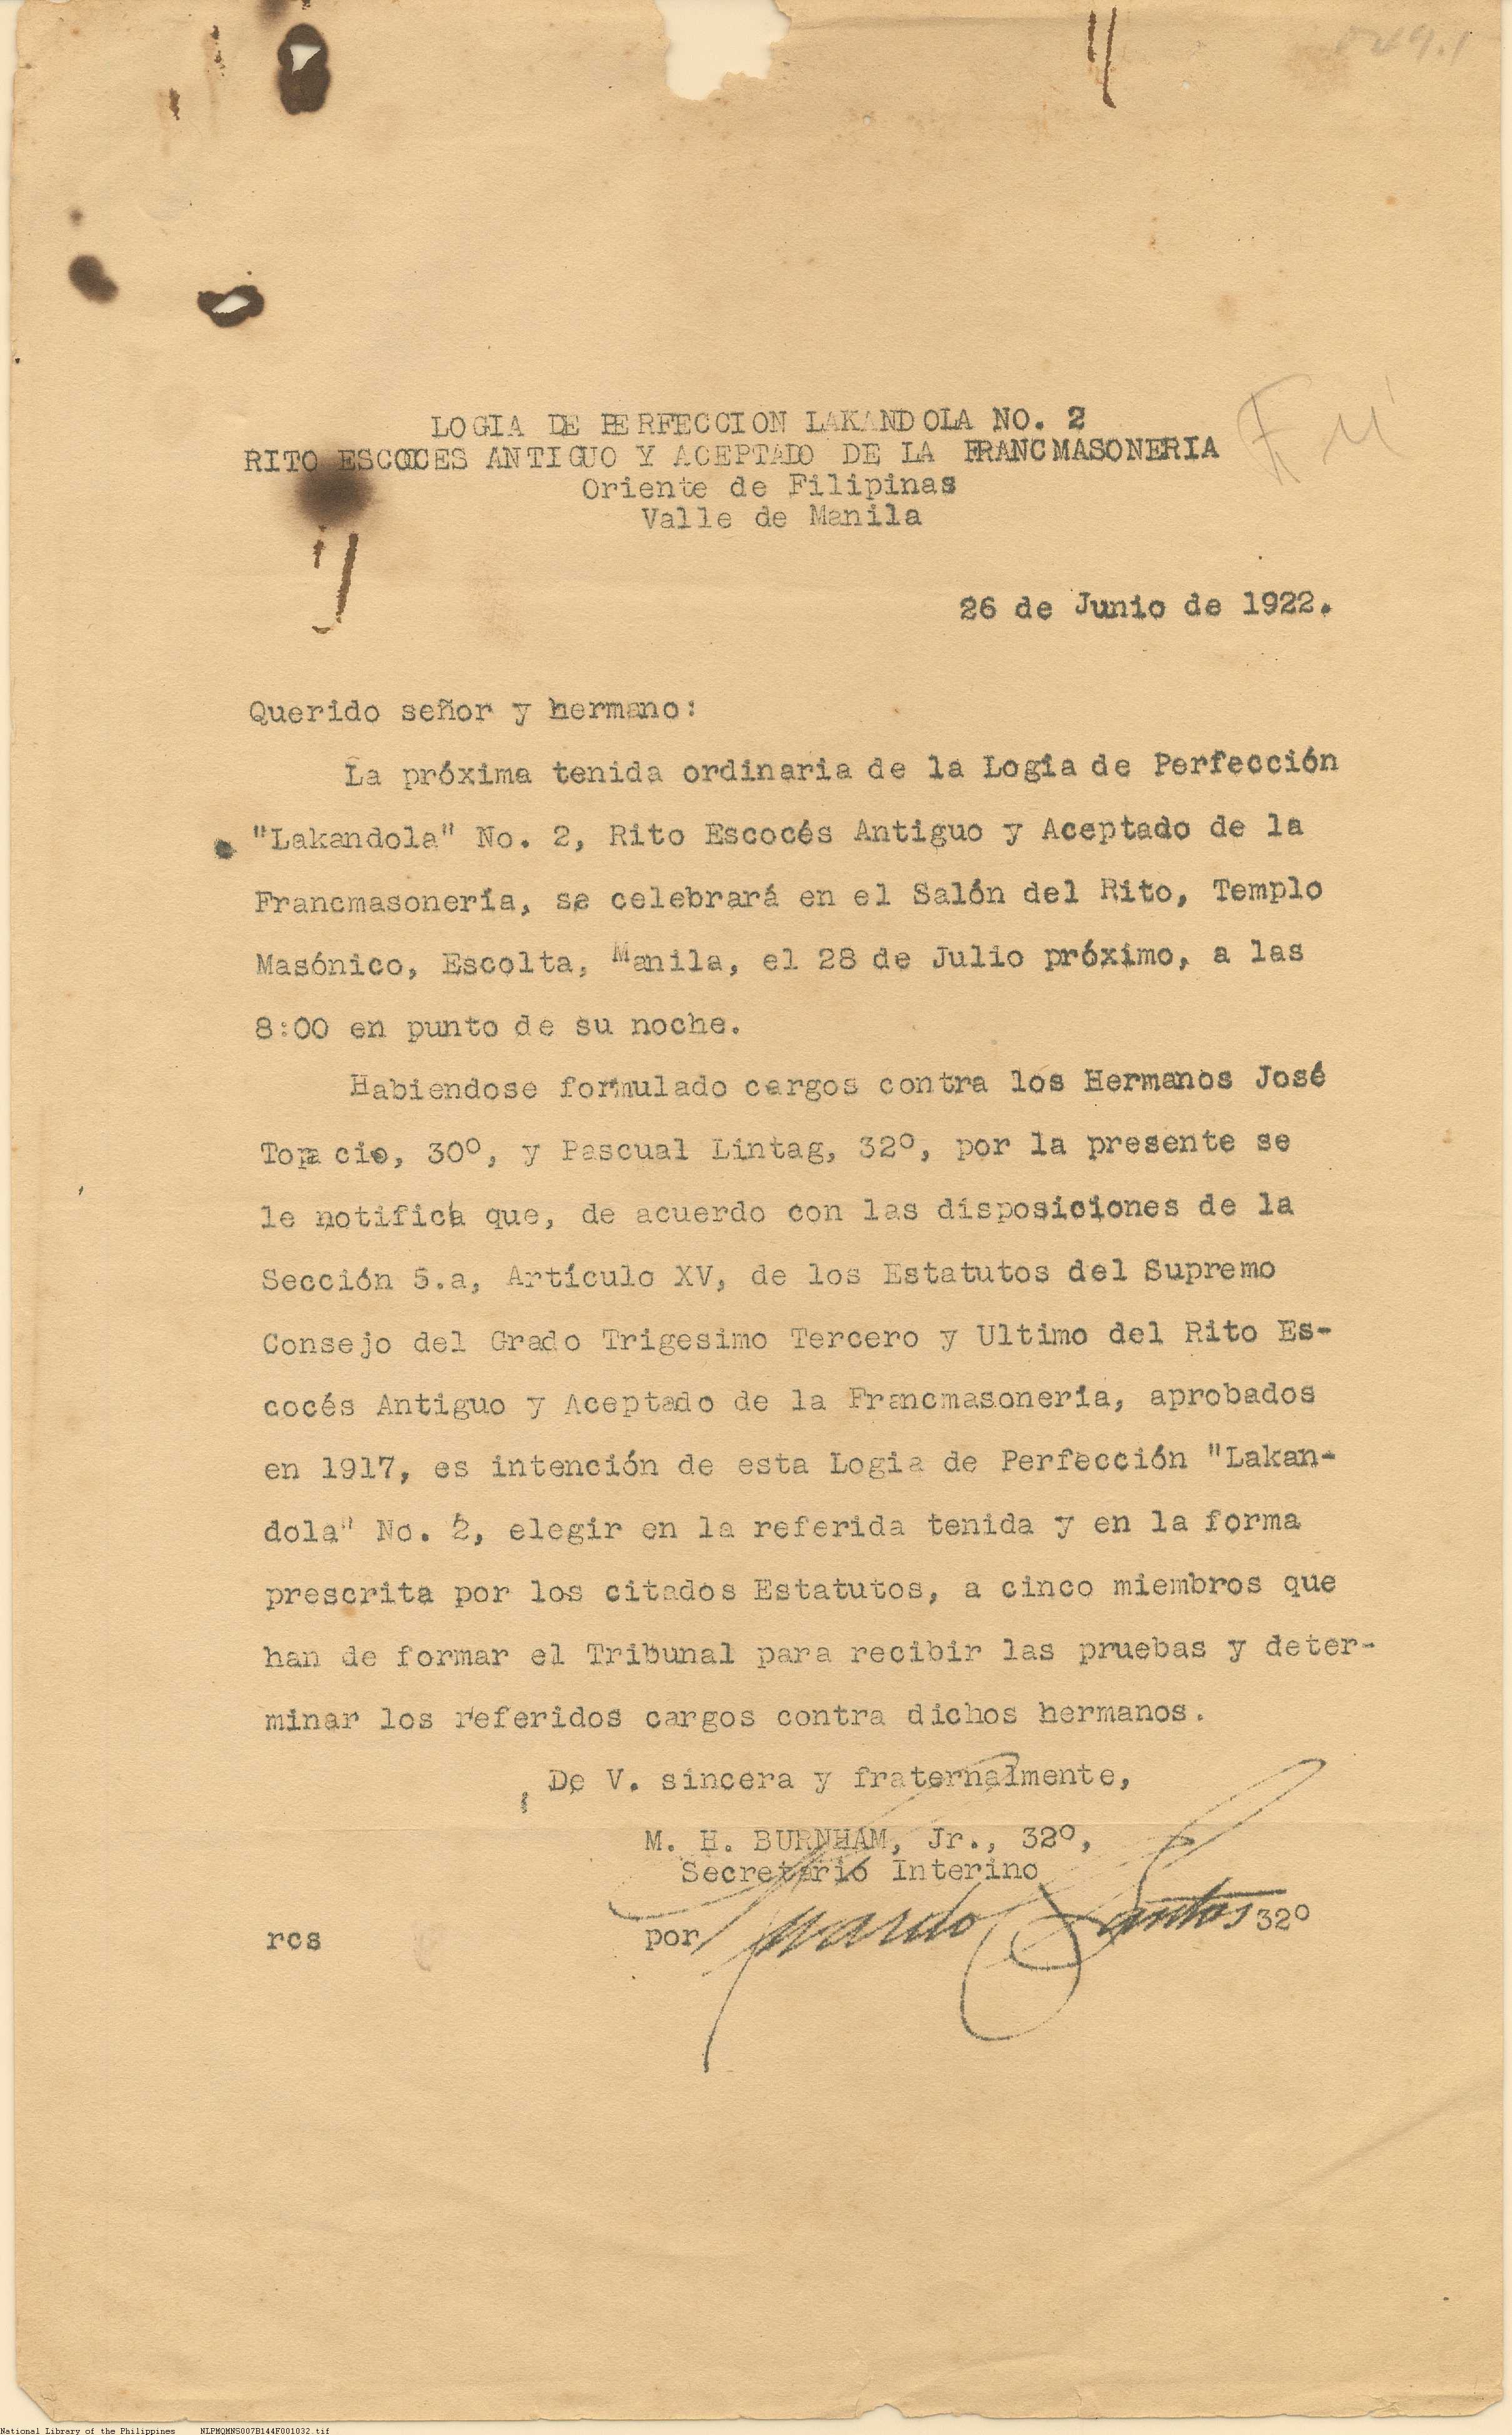 LOGIA DE PERFECCION LAKANDOLA NO. 2
RITO ESCOCES ANTIGUO Y ACEPTADO DE LA FRANCMASONERIA
Oriente de Filipinas
Valle de Manila
26 de Junio de 1922.
Querido señor y hermano:
La próxima tenida ordinaria de la Logia de Perfección
"Lakandola" No. 2, Rito Escocés Antiguo y Aceptado de la
Francmasonería, se celebrará en el Salón del Rito, Templo
Masónico, Escolta, Manila, el 28 de Julio próximo, a las
8:00 en punto de su noche.
Habiendose formulado cargos contra los Hermanos José
Topacio, 30º, y Pascual Lintag, 32º, por la presente se
le notifica que, de acuerdo con las disposiciones de la
Sección 5.a, Artículo XV, de los Estatutos del Supremo
Consejo del Grado Trigesimo Tercero y Ultimo del Rito Es-
cocés Antiguo y Aceptado de la Francmasonería, aprobados
en 1917, es intención de esta Logia de Perfección "Lakan-
dola" No. 2, elegir en la referida tenida y en la forma
prescrita por los citados Estatutos, a cinco miembros que
han de formar el Tribunal para recibir las pruebas y deter-
minar los referidos cargos contra dichos hermanos.
De V. sincera y fraternalmente,
M. H. BURNHAM, Jr., 32º,
Secretario Interino
por Santos 32º
rcs
National Library of the Philippines NLPMQMNS007B144F001032.tif